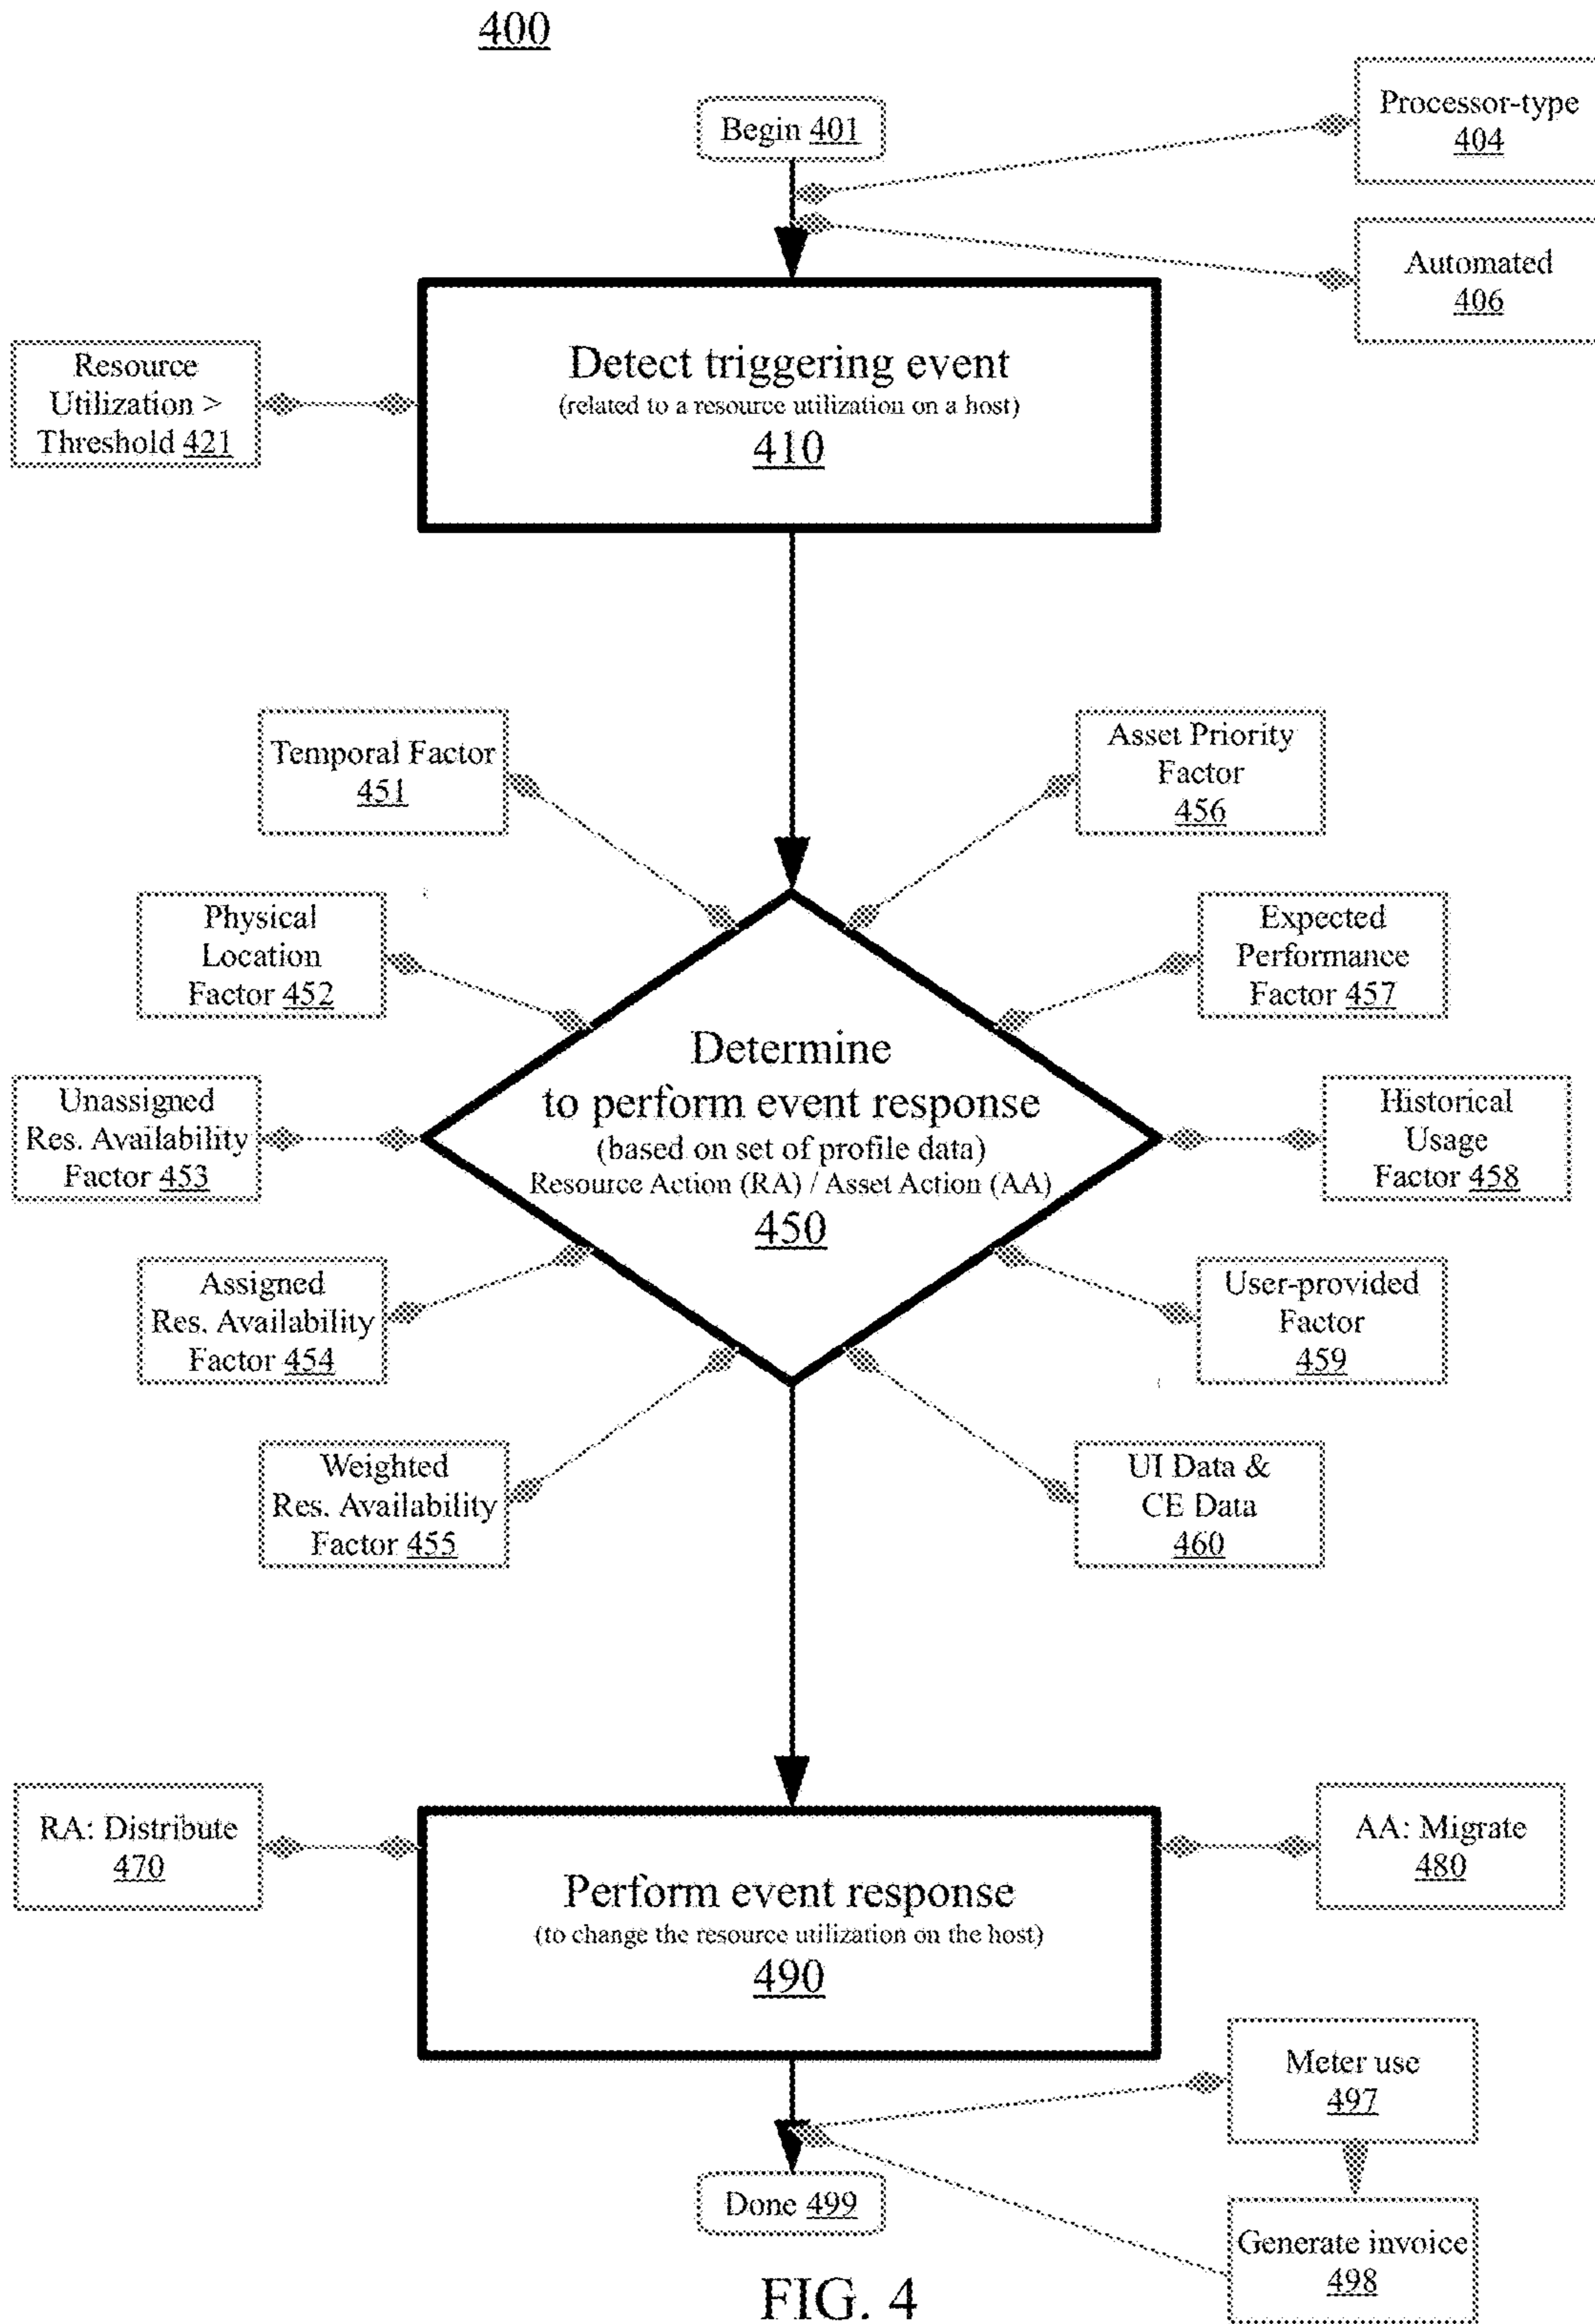 400
Begin 401
Processor-type
404
Automated
406
Resource
Utilization >
Threshold 421
Detect triggering event
(related to a resource utilization on a host)
410
Temporal Factor
451
Asset Priority
Factor
456
Physical
Location
Factor 452
Expected
Performance
Factor 457
Determine
to perform event response
(based on set of profile data)
Resource Action (RA) / Asset Action (AA)
450
Unassigned
Res. Availability
Factor 453
Historical
Usage
Factor 458
Assigned
Res. Availability
Factor 454
User-provided
Factor
459
Weighted
Res. Availability
Factor 455
UI Data &
CE Data
460
RA: Distribute
470
AA: Migrate
480
Perform event response
(to change the resource utilization on the host)
490
Meter use
497
Done 499
Generate invoice
498
FIG. 4